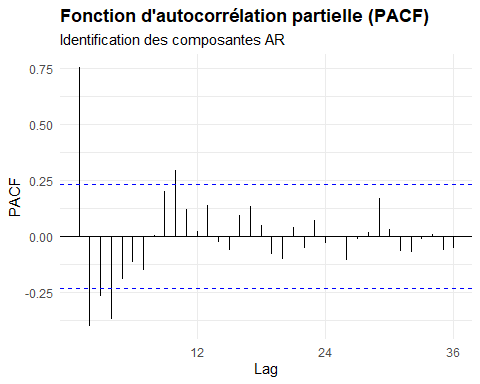 Fonction d'autocorrélation partielle (PACF)
Identification des composantes AR
0.75
0.50
0.25
0.00
-0.25
PACF
12
24
36
Lag